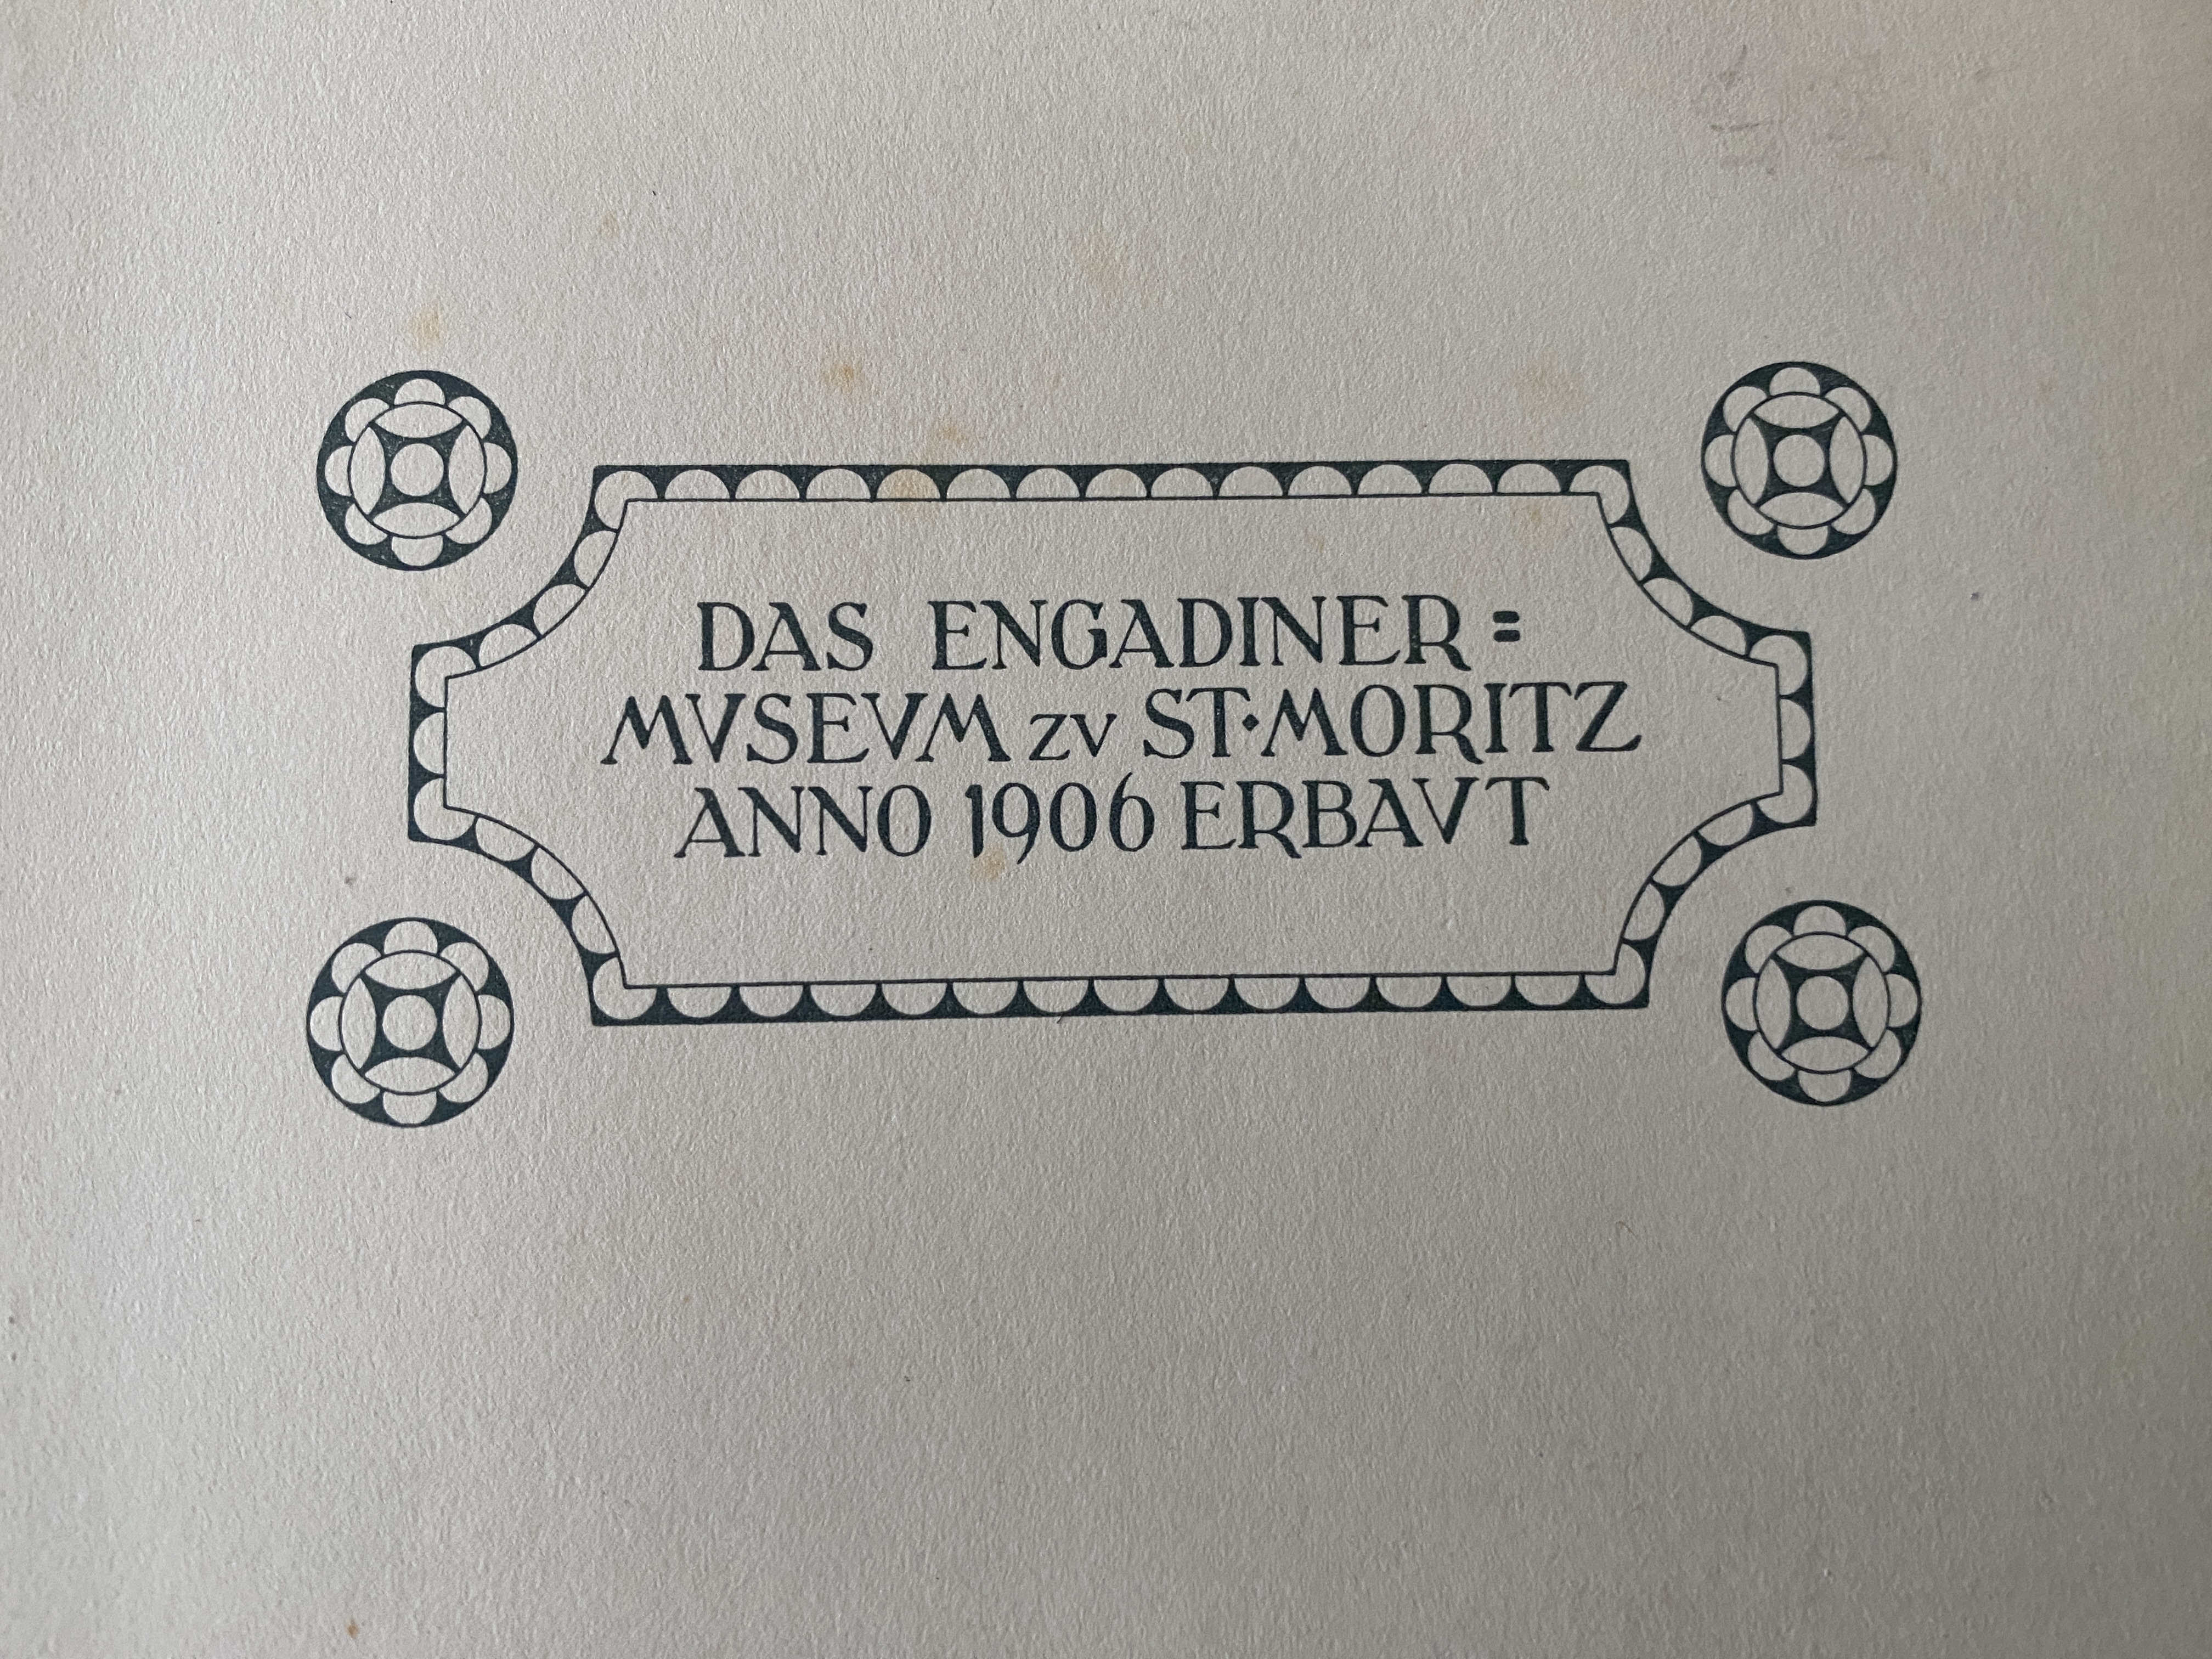 DAS ENGADINER=
MVSEVM ZV ST·MORITZ
ANNO 1906 ERBAVT